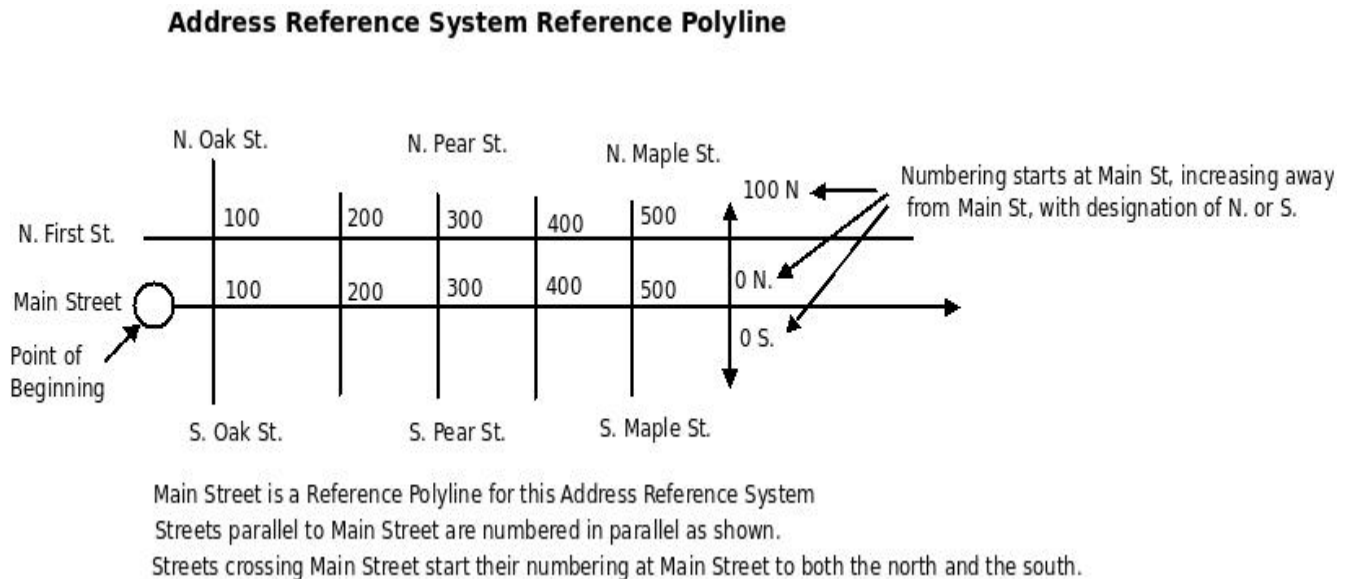 Address Reference System Reference Polyline
N. Oak St.
N. Pear St.
N. Maple St.
100 N
Numbering starts at Main St, increasing away
from Main St, with designation of N. or S.
N. First St.
100
200
300
400
500
0 N.
Main Street
100
200
300
400
500
0 S.
Point of
Beginning
S. Oak St.
S. Pear St.
S. Maple St.
Main Street is a Reference Polyline for this Address Reference System
Streets parallel to Main Street are numbered in parallel as shown.
Streets crossing Main Street start their numbering at Main Street to both the north and the south.